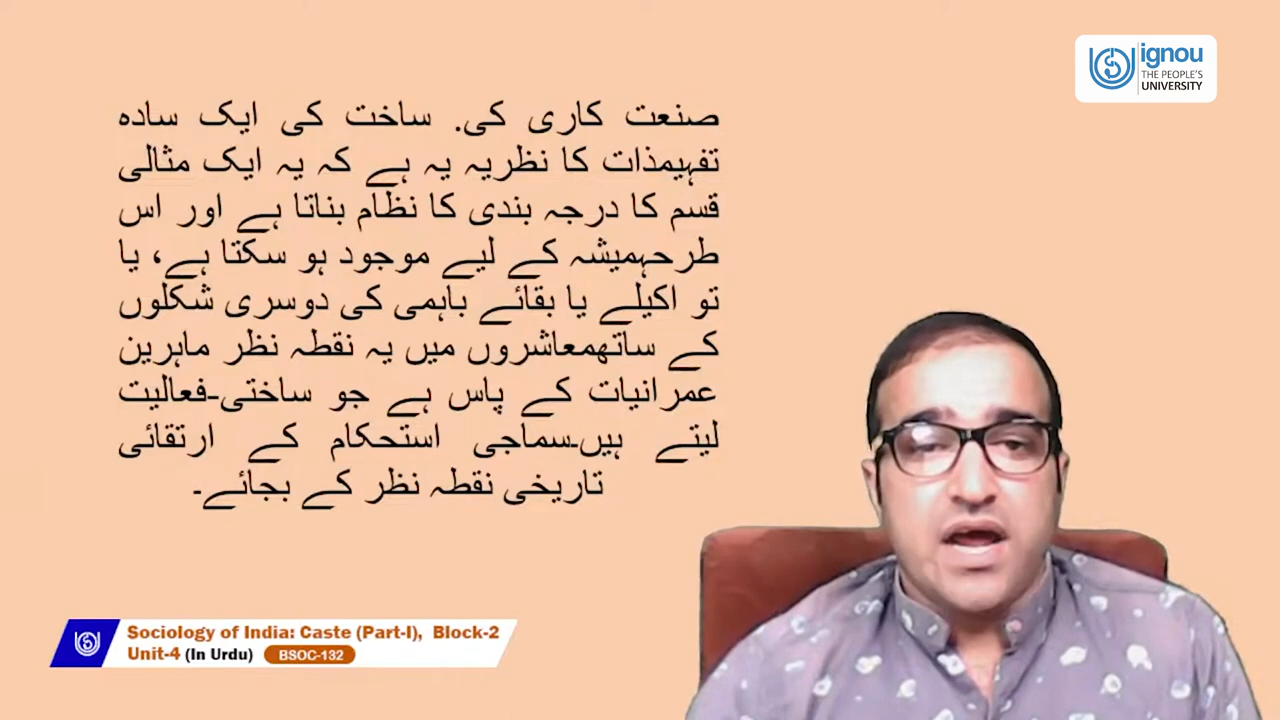 ignou
THE PEOPLE'S
UNIVERSITY
صنعت کاری کی. ساخت کی ایک سادہ
تفہیمذات کا نظریہ یہ ہے کہ یہ ایک مثالی
قسم کا درجہ بندی کا نظام بناتا ہے اور اس
طرحہمیشہ کے لیے موجود ہو سکتا ہے، یا
تو اکیلے یا بقائے باہمی کی دوسری شکلوں
کے ساتھمعاشروں میں یہ نقطہ نظر ماہرین
عمرانیات کے پاس ہے جو ساختی-فعالیت
لیتے ہیں۔سماجی استحکام کے ارتقائی
تاریخی نقطہ نظر کے بجائے۔
Sociology of India: Caste (Part-I), Block-2
Unit-4 (In Urdu) BSOC-132